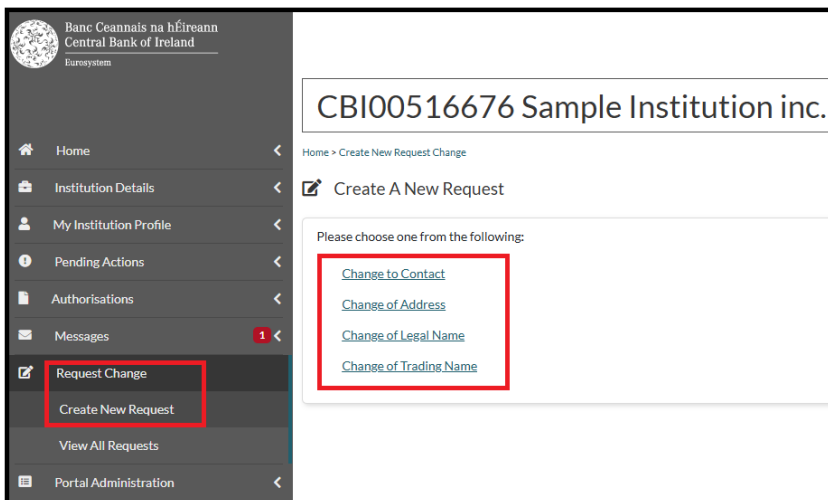 Banc Ceannais na hÉireann
Central Bank of Ireland
Eurosystem
CBI00516676 Sample Institution inc.
Home
Home > Create New Request Change
Institution Details
Create A New Request
My Institution Profile
Please choose one from the following:
Pending Actions
Change to Contact
Authorisations
Change of Address
Messages 1
Change of Legal Name
Request Change
Change of Trading Name
Create New Request
View All Requests
Portal Administration